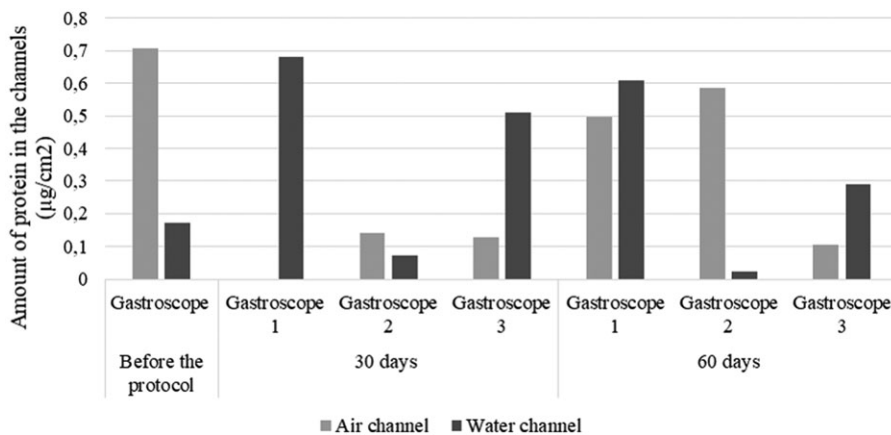 Amount of protein in the channels
(µg/cm2)
0,8
0,7
0,6
0,5
0,4
0,3
0,2
0,1
0
Gastroscope
Gastroscope
1
Gastroscope
2
Gastroscope
3
Gastroscope
1
Gastroscope
2
Gastroscope
3
Before the
protocol
30 days
60 days
Air channel
Water channel